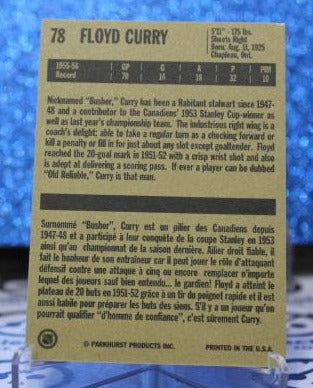 78 FLOYD CURRY
5'11" - 175 lbs.
Shoots Right
Born: Aug. 11, 1925
Chapleau, Ont.
1955-56 GP G A P PIM
Record 70 14 18 32 10
Nicknamed "Busher," Curry has been a Habitant stalwart since 1947-
48 and a contributor to the Canadiens' 1953 Stanley Cup-winner as
well as last year's championship team. The industrious right wing is a
coach's delight; able to take a regular turn as a checking forward
kill a penalty or fill in for just about any slot except goaltender. Floyd
reached the 20-goal mark in 1951-52 with a crisp wrist shot and also
is adept at delivering a scoring pass. If ever a player can be dubbed
"Old Reliable," Curry is that man.
Surnommé "Busher", Curry est un pilier des Canadiens depuis
1947-48 et a participé à leur conquête de la coupe Stanley en 1953
ainsi qu'au championnat de la saison dernière. Ailier droit fiable, il
fait le bonheur de son entraîneur car il peut jouer le rôle d'attaquant
défensif contre une attaque à cinq ou encore remplacer n'importe
lequel des joueurs sauf bien entendu... le gardien! Floyd a atteint le
plateau de 20 buts en 1951-52 grâce à un tir du poignet rapide et il est
aussi habile pour préparer les buts des siens. S'il y a un joueur qu'on
pourrait qualifier "d'homme de confiance", c'est sûrement Curry.
© PARKHURST PRODUCTS INC. PRINTED IN THE U.S.A.